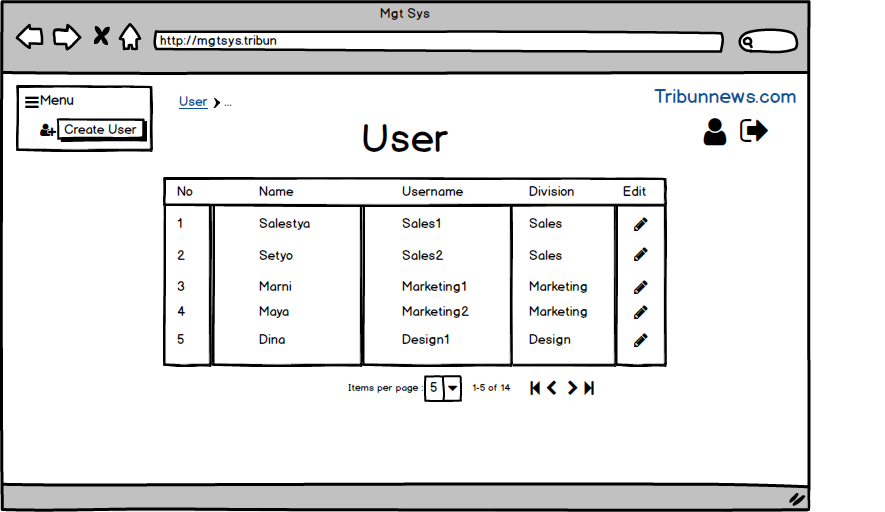 Mgt Sys
http://mgtsys.tribun
Menu
Create User
User ...
Tribunnews.com
User
No Name Username Division Edit
1 Salestya Sales1 Sales
2 Setyo Sales2 Sales
3 Marni Marketing1 Marketing
4 Maya Marketing2 Marketing
5 Dina Design1 Design
Items per page : 5 1-5 of 14